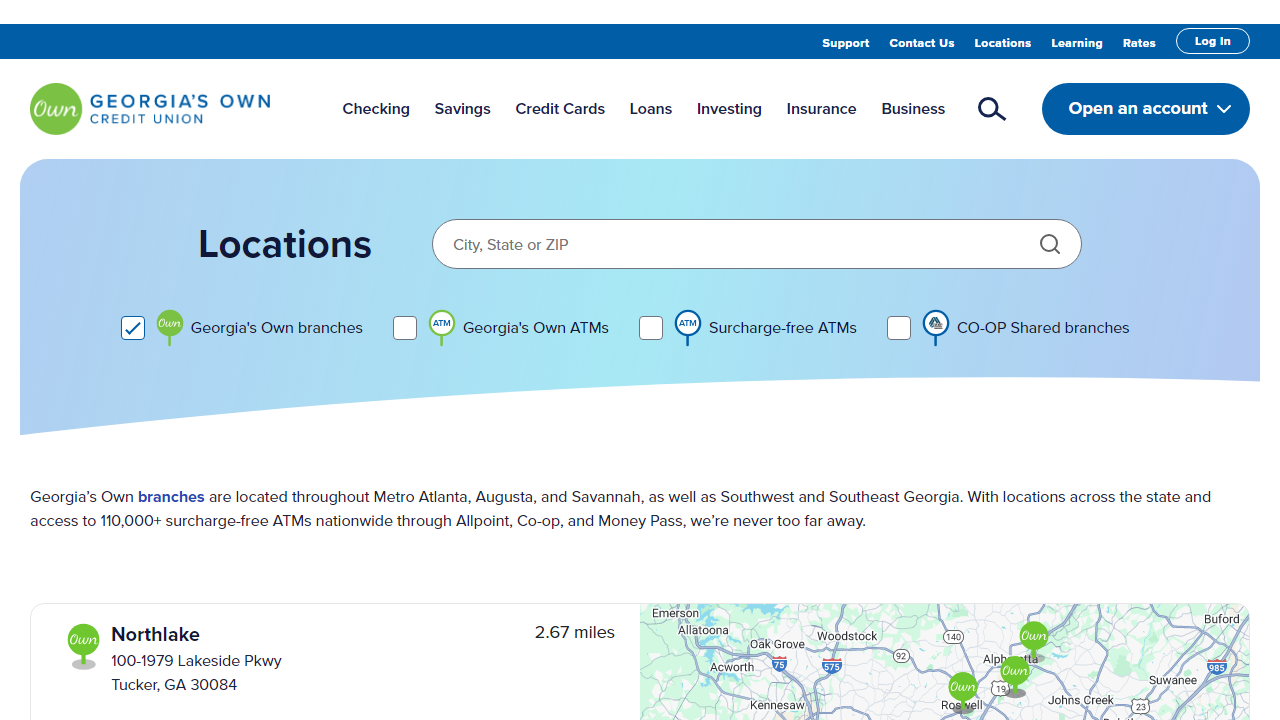 Support Contact Us Locations Learning Rates Log In
Own GEORGIA'S OWN
CREDIT UNION
Checking Savings Credit Cards Loans Investing Insurance Business Open an account
Locations
City, State or ZIP
Own Georgia's Own branches ATM Georgia's Own ATMs ATM Surcharge-free ATMs CO-OP Shared branches
Georgia’s Own branches are located throughout Metro Atlanta, Augusta, and Savannah, as well as Southwest and Southeast Georgia. With locations across the state and
access to 110,000+ surcharge-free ATMs nationwide through Allpoint, Co-op, and Money Pass, we’re never too far away.
Own Northlake 2.67 miles
100-1979 Lakeside Pkwy
Tucker, GA 30084
Emerson
Buford
Allatoona
Oak Grove
Woodstock
140
Own
92
Acworth
75
575
Alpharetta
Own
985
Suwanee
Own
19
Kennesaw
Roswell
Johns Creek
23